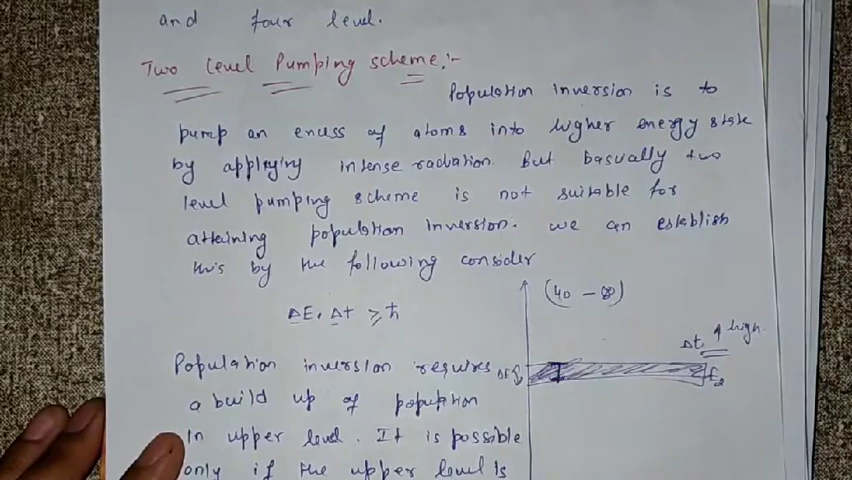 and four level.
Two level Pumping scheme:-
Population inversion is to
pump an excess of atoms into higher energy state
by applying intense radiation. But basually two
level pumping scheme is not suitable for
attaining population inversion. we can establish
this by the following consider
ΔE. Δt ≥ ħ
(40 - ∞)
Δt ↑ high.
Population inversion requires
ΔE
E2
a build up of population
In upper level. It is possible
only if the upper level is